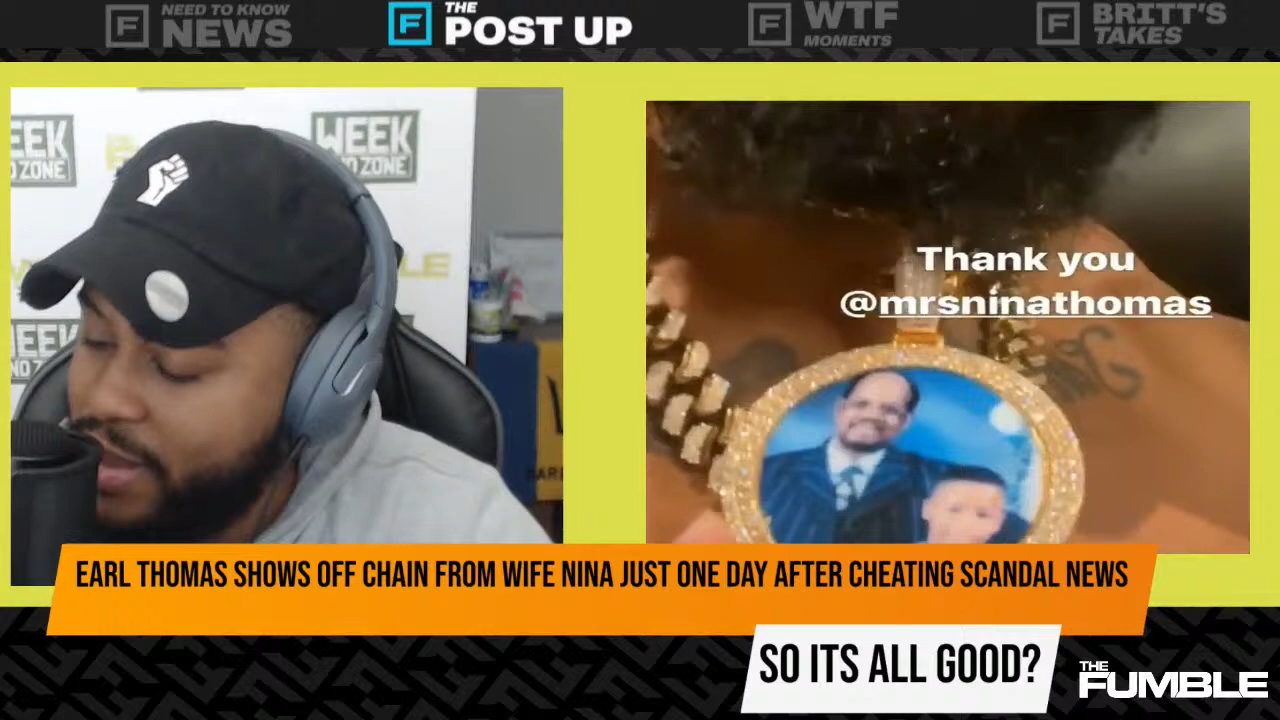 NEED TO KNOW
NEWS
THE
POST UP
WTF
MOMENTS
BRITT'S
TAKES
WEEK
ZONE
Thank you
@mrsninathomas
EARL THOMAS SHOWS OFF CHAIN FROM WIFE NINA JUST ONE DAY AFTER CHEATING SCANDAL NEWS
SO ITS ALL GOOD?
THE
FUMBLE